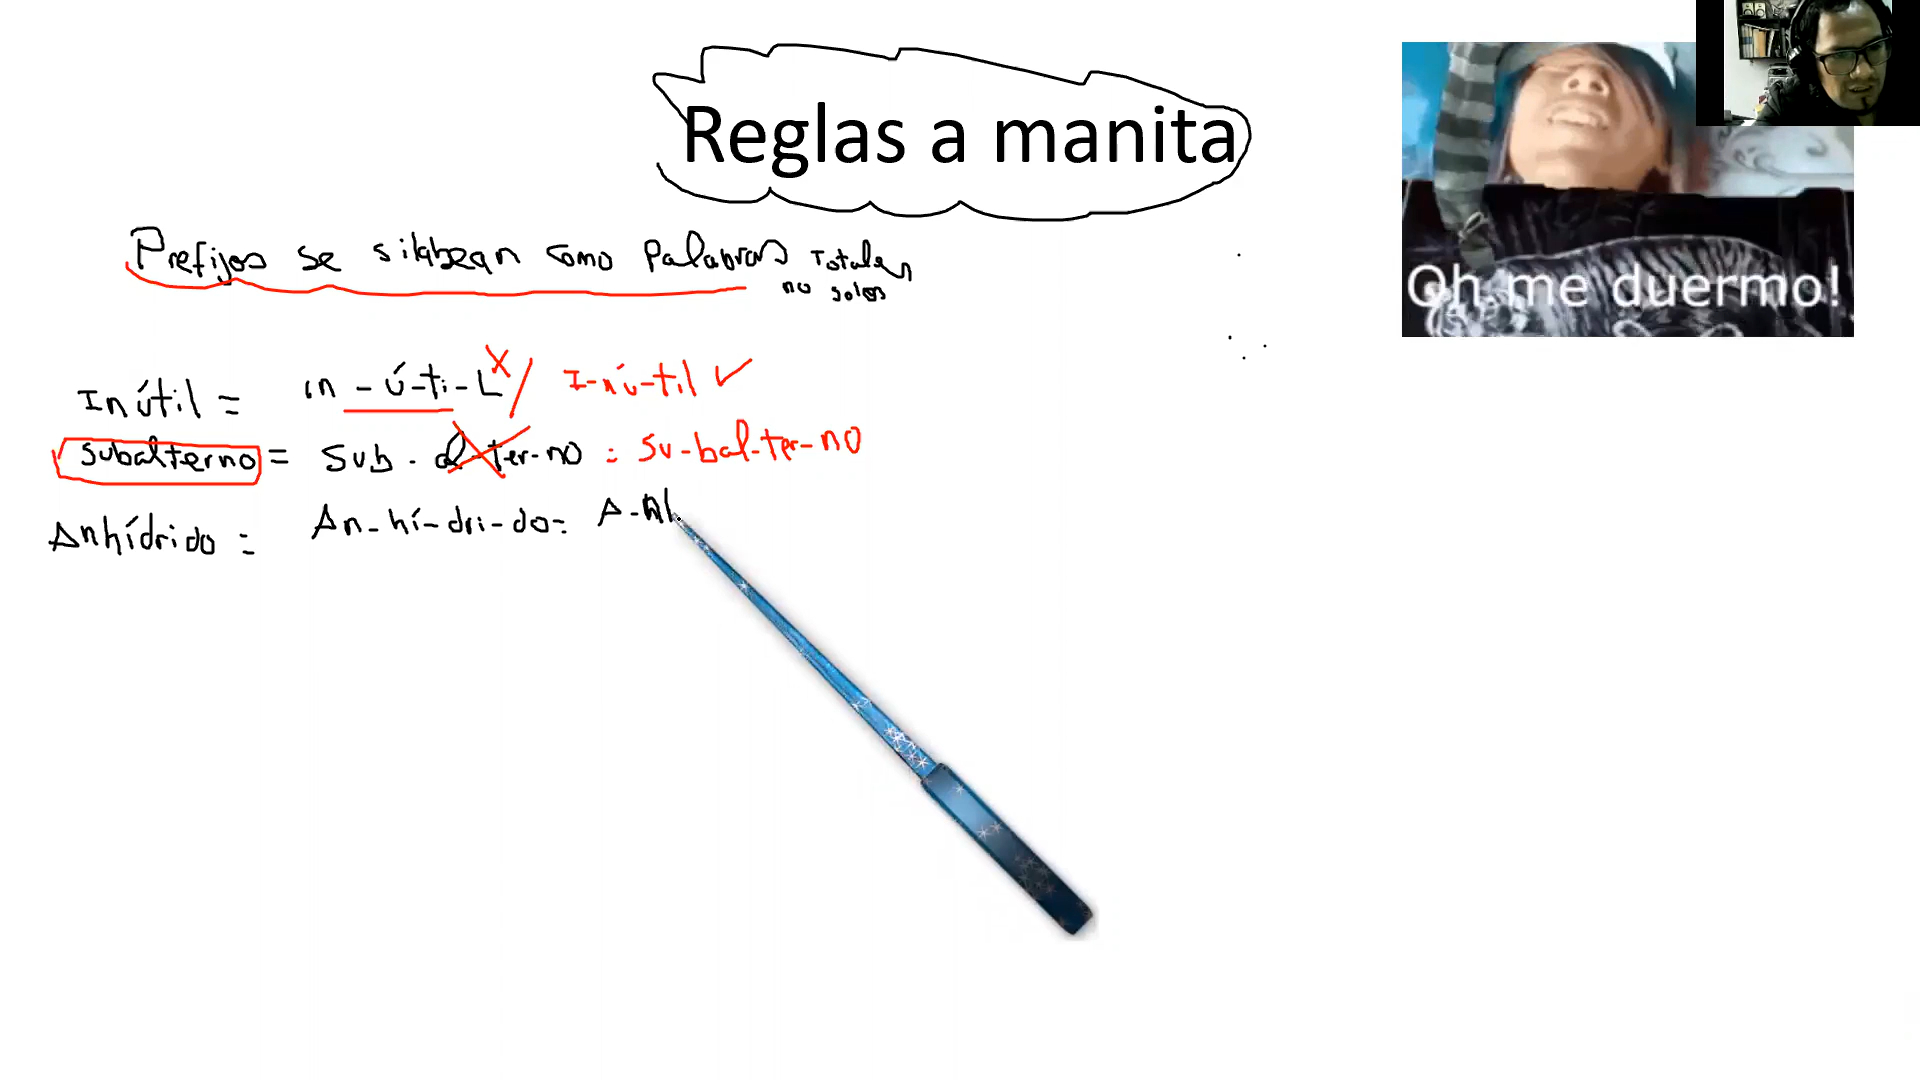 Reglas a manita
Prefijos se silabean como palabras totales
no solos
Oh me duermo!
Inútil = in - ú - ti - L x / I-nú-til ✓
subalterno = sub - al-ter-no = su-bal-ter-no
Anhídrido = An-hí-dri-do = A-nh